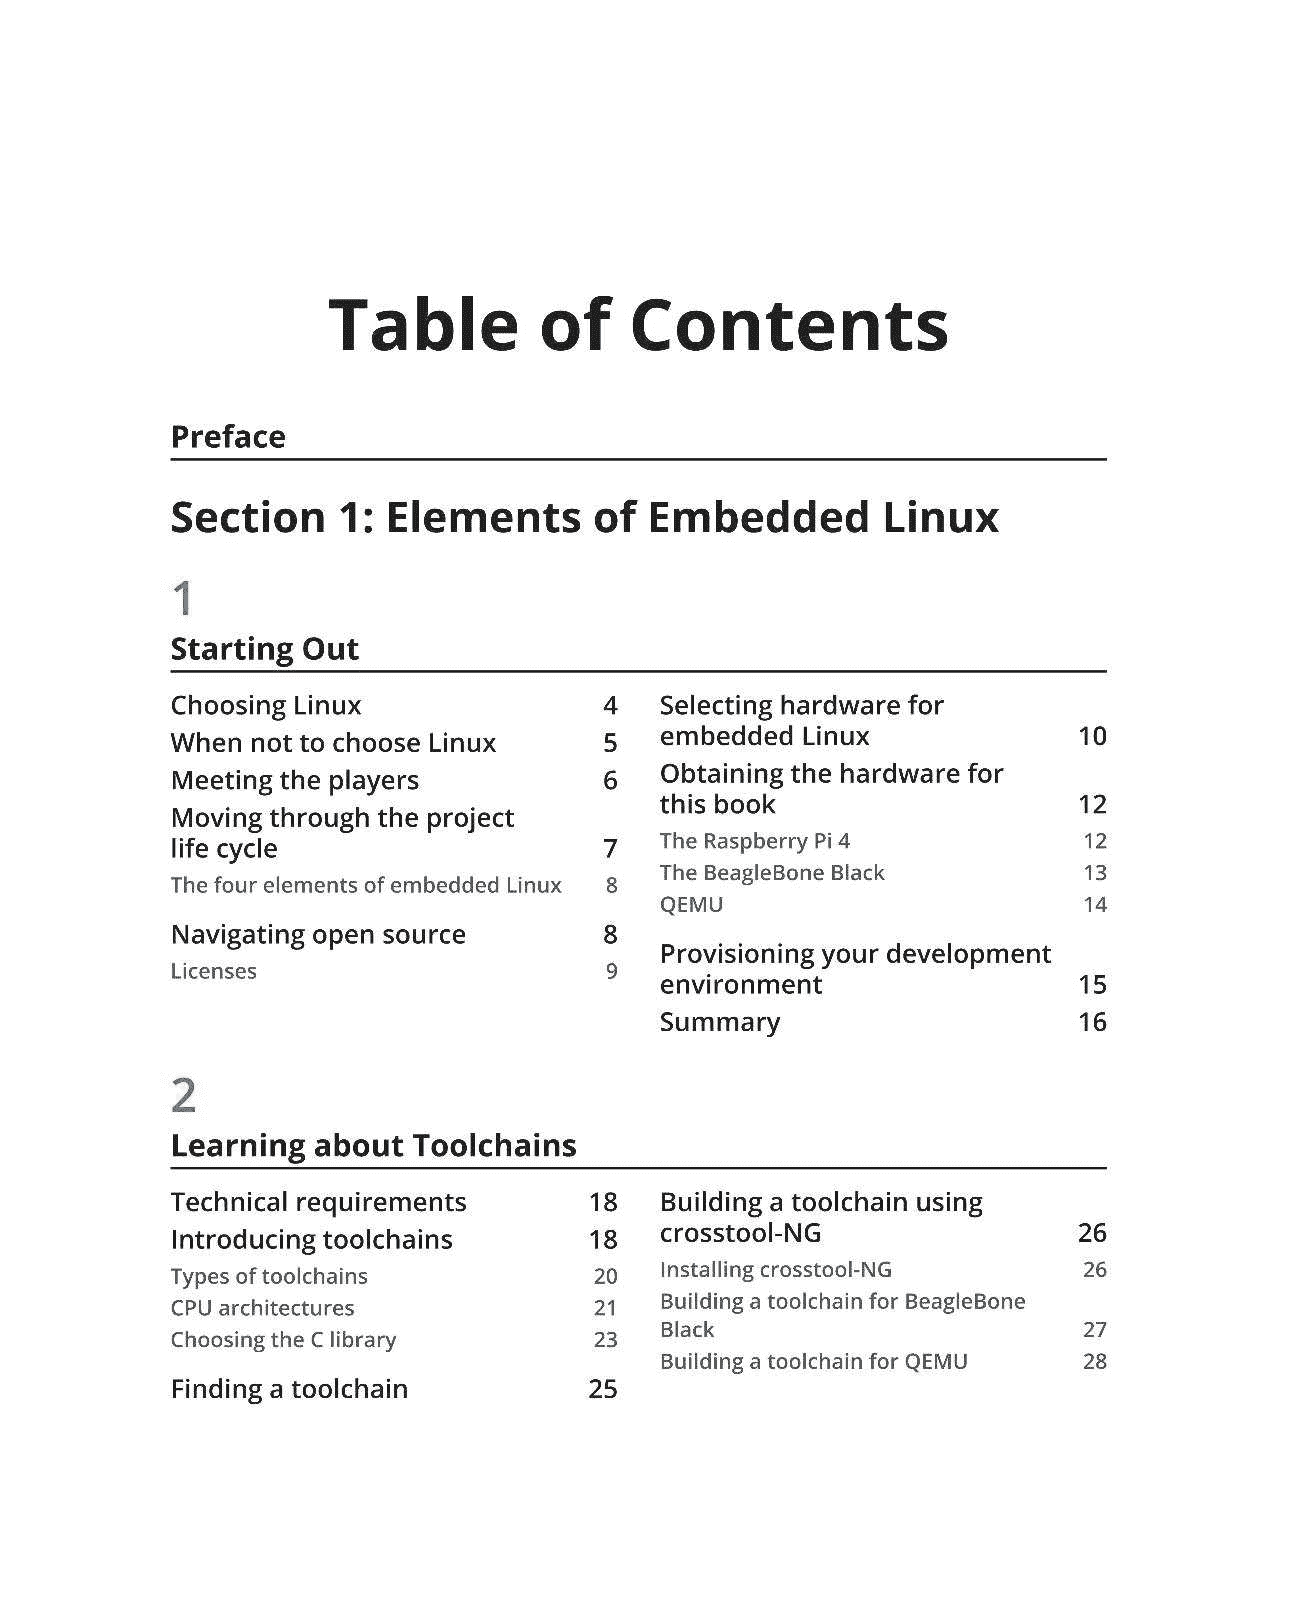 Table of Contents
Preface
Section 1: Elements of Embedded Linux
1
Starting Out
Choosing Linux 4
When not to choose Linux 5
Meeting the players 6
Moving through the project
life cycle 7
The four elements of embedded Linux 8
Navigating open source 8
Licenses 9
Selecting hardware for
embedded Linux 10
Obtaining the hardware for
this book 12
The Raspberry Pi 4 12
The BeagleBone Black 13
QEMU 14
Provisioning your development
environment 15
Summary 16
2
Learning about Toolchains
Technical requirements 18
Introducing toolchains 18
Types of toolchains 20
CPU architectures 21
Choosing the C library 23
Finding a toolchain 25
Building a toolchain using
crosstool-NG 26
Installing crosstool-NG 26
Building a toolchain for BeagleBone
Black 27
Building a toolchain for QEMU 28